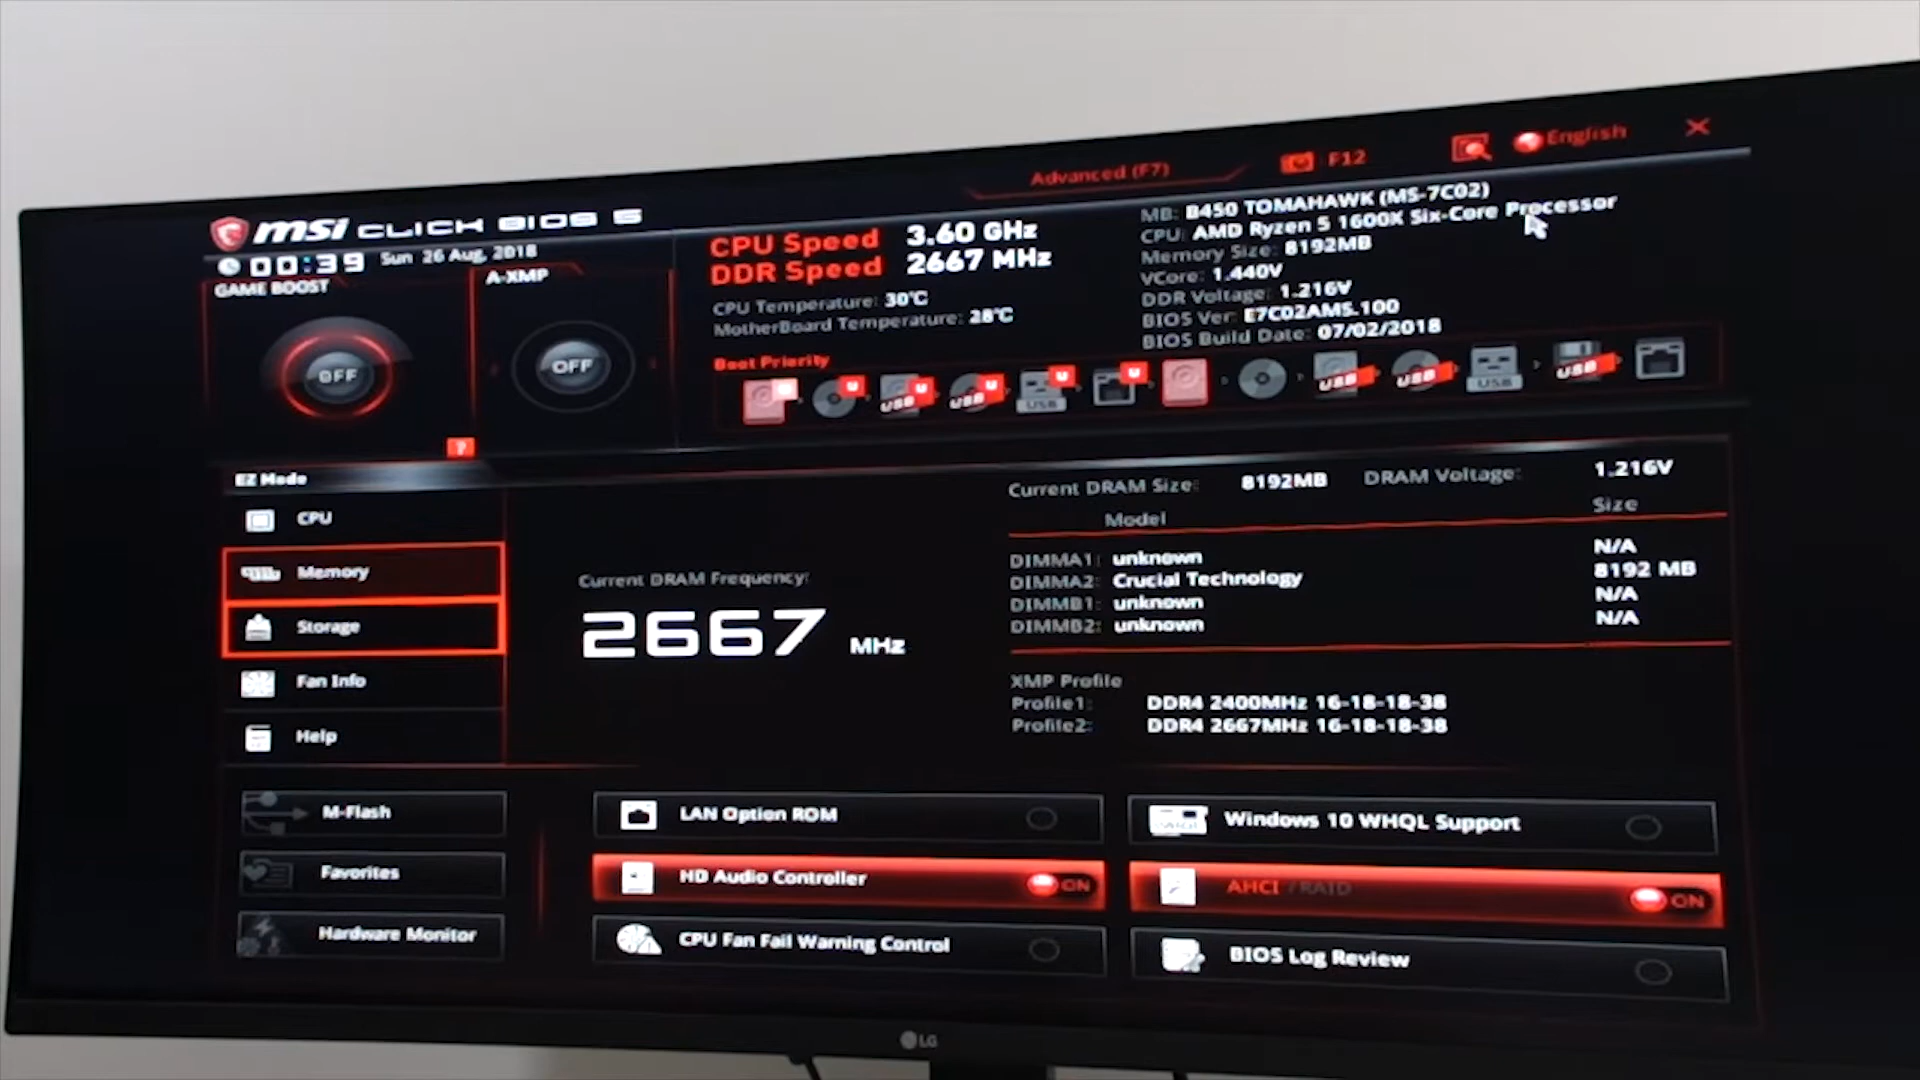 Advanced (F7)
F12
English
X
msi CLICK BIOS 5
00:39 Sun 26 Aug, 2018
GAME BOOST
OFF
A-XMP
OFF
?
CPU Speed 3.60 GHz
DDR Speed 2667 MHz
CPU Temperature: 30°C
MotherBoard Temperature: 28°C
MB: B450 TOMAHAWK (MS-7C02)
CPU: AMD Ryzen 5 1600X Six-Core Processor
Memory Size: 8192MB
VCore: 1.440V
DDR Voltage: 1.216V
BIOS Ver: E7C02AMS.100
BIOS Build Date: 07/02/2018
Boot Priority
U
U USB
U USB
U USB
U
USB
USB
USB
USB
EZ Mode
CPU
Memory
Storage
Fan Info
Help
Current DRAM Frequency:
2667 MHz
Current DRAM Size: 8192MB DRAM Voltage: 1.216V
Model Size
DIMMA1: unknown N/A
DIMMA2: Crucial Technology 8192 MB
DIMMB1: unknown N/A
DIMMB2: unknown N/A
XMP Profile
Profile1: DDR4 2400MHz 16-18-18-38
Profile2: DDR4 2667MHz 16-18-18-38
M-Flash
Favorites
Hardware Monitor
LAN Option ROM
HD Audio Controller ON
CPU Fan Fail Warning Control
Windows 10 WHQL Support
AHCI / RAID ON
BIOS Log Review
LG